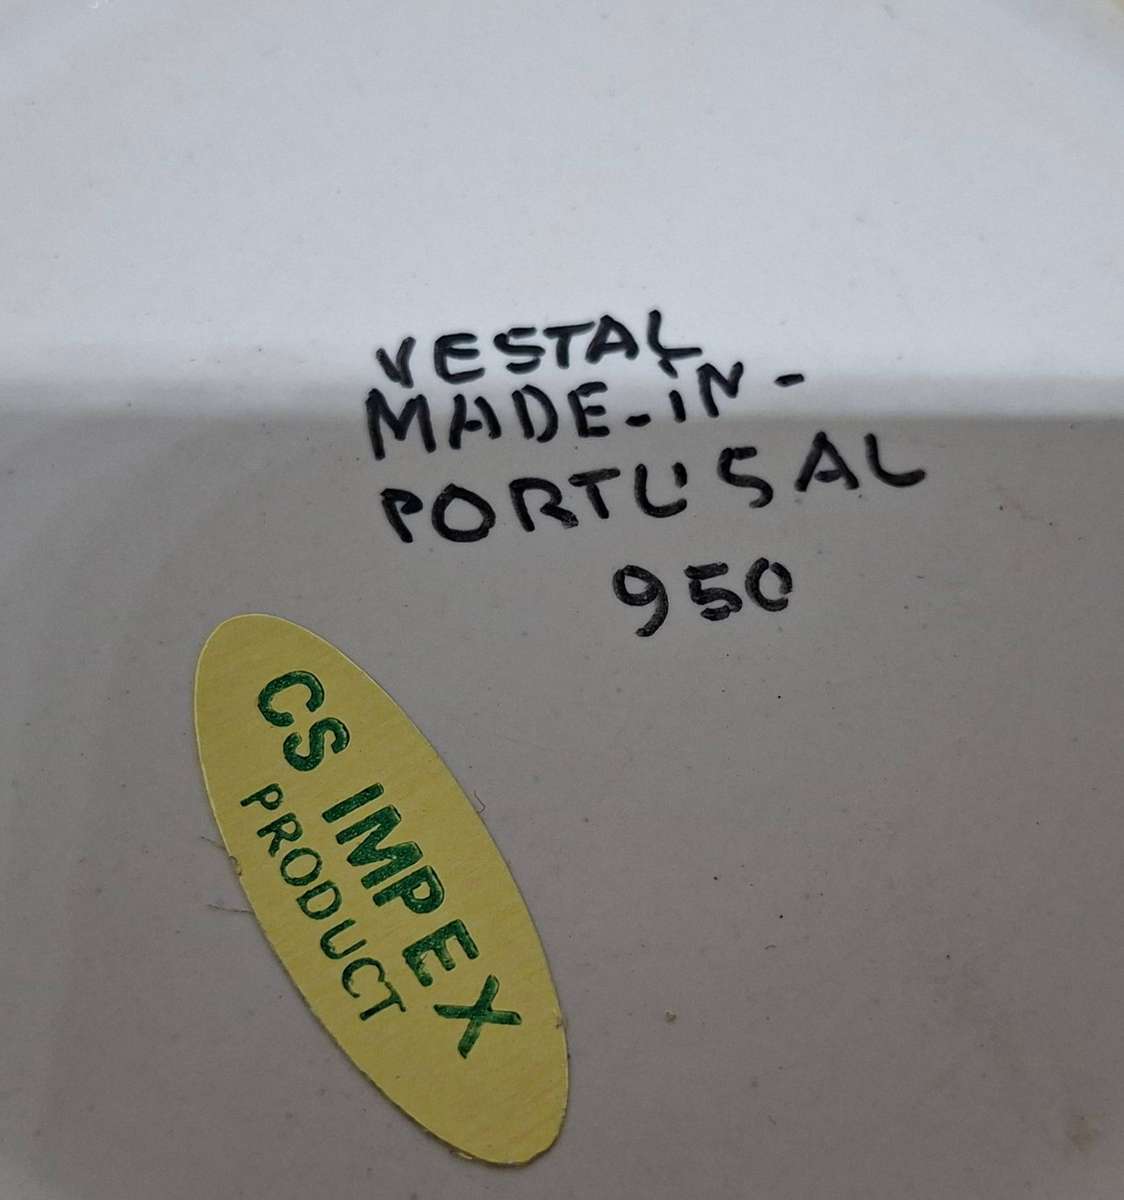 VESTAL
MADE-IN-
PORTUSAL
950
CS IMPEX
PRODUCT